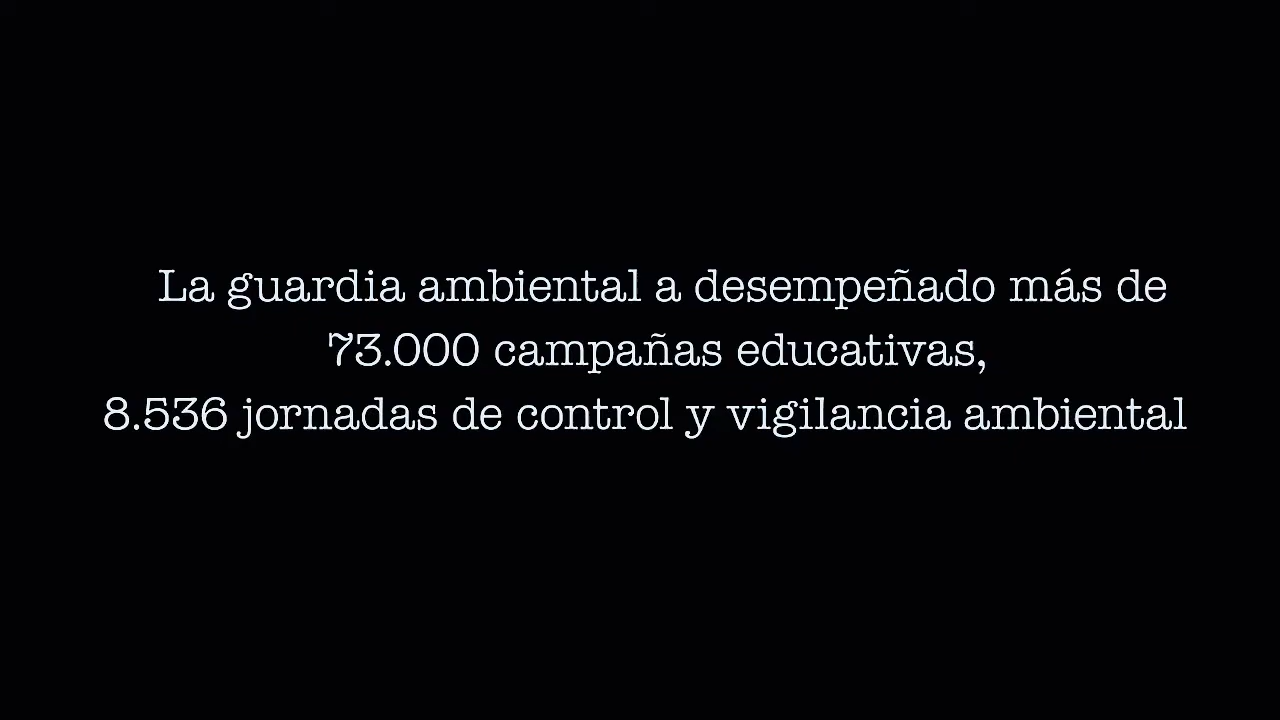 La guardia ambiental a desempeñado más de
73.000 campañas educativas,
8.536 jornadas de control y vigilancia ambiental